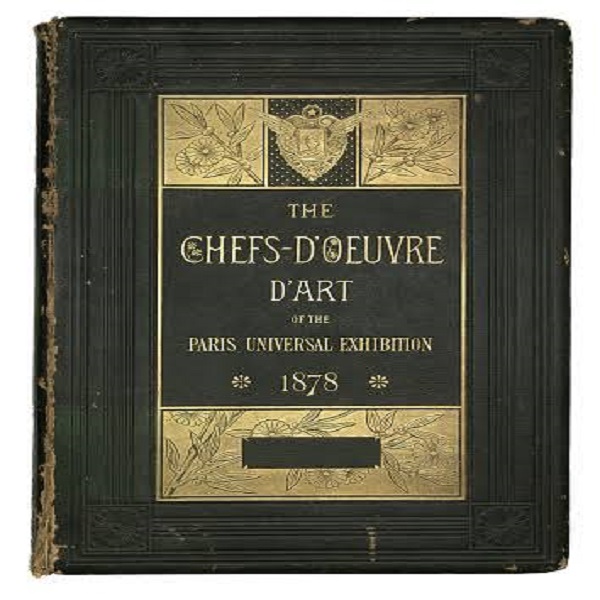 THE
CHEFS-D'OEUVRE
D'ART
OF THE
PARIS UNIVERSAL EXHIBITION
1878